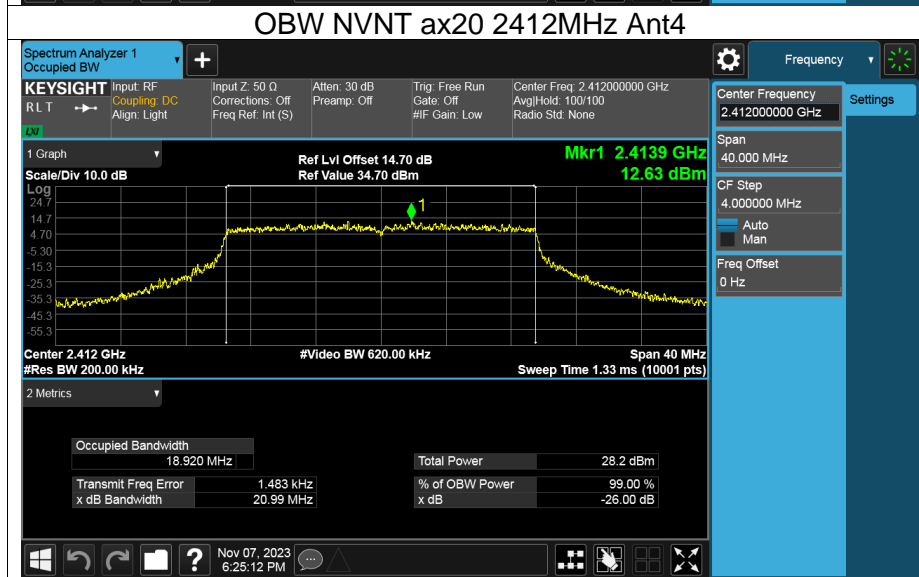 OBW NVNT ax20 2412MHz Ant4
Spectrum Analyzer 1
Occupied BW
+
Frequency
KEYSIGHT
R L T
LXI
Input: RF
Coupling: DC
Align: Light
Input Z: 50 Ω
Corrections: Off
Freq Ref: Int (S)
Atten: 30 dB
Preamp: Off
Trig: Free Run
Gate: Off
#IF Gain: Low
Center Freq: 2.412000000 GHz
Avg|Hold: 100/100
Radio Std: None
Center Frequency
2.412000000 GHz
Settings
Span
40.000 MHz
CF Step
4.000000 MHz
Auto
Man
Freq Offset
0 Hz
1 Graph
Scale/Div 10.0 dB
Ref Lvl Offset 14.70 dB
Ref Value 34.70 dBm
Mkr1 2.4139 GHz
12.63 dBm
Log
24.7
14.7
4.70
-5.30
-15.3
-25.3
-35.3
-45.3
-55.3
1
Center 2.412 GHz
#Res BW 200.00 kHz
#Video BW 620.00 kHz
Span 40 MHz
Sweep Time 1.33 ms (10001 pts)
2 Metrics
Occupied Bandwidth
18.920 MHz
Total Power 28.2 dBm
Transmit Freq Error 1.483 kHz
% of OBW Power 99.00 %
x dB Bandwidth 20.99 MHz
x dB -26.00 dB
?
Nov 07, 2023
6:25:12 PM